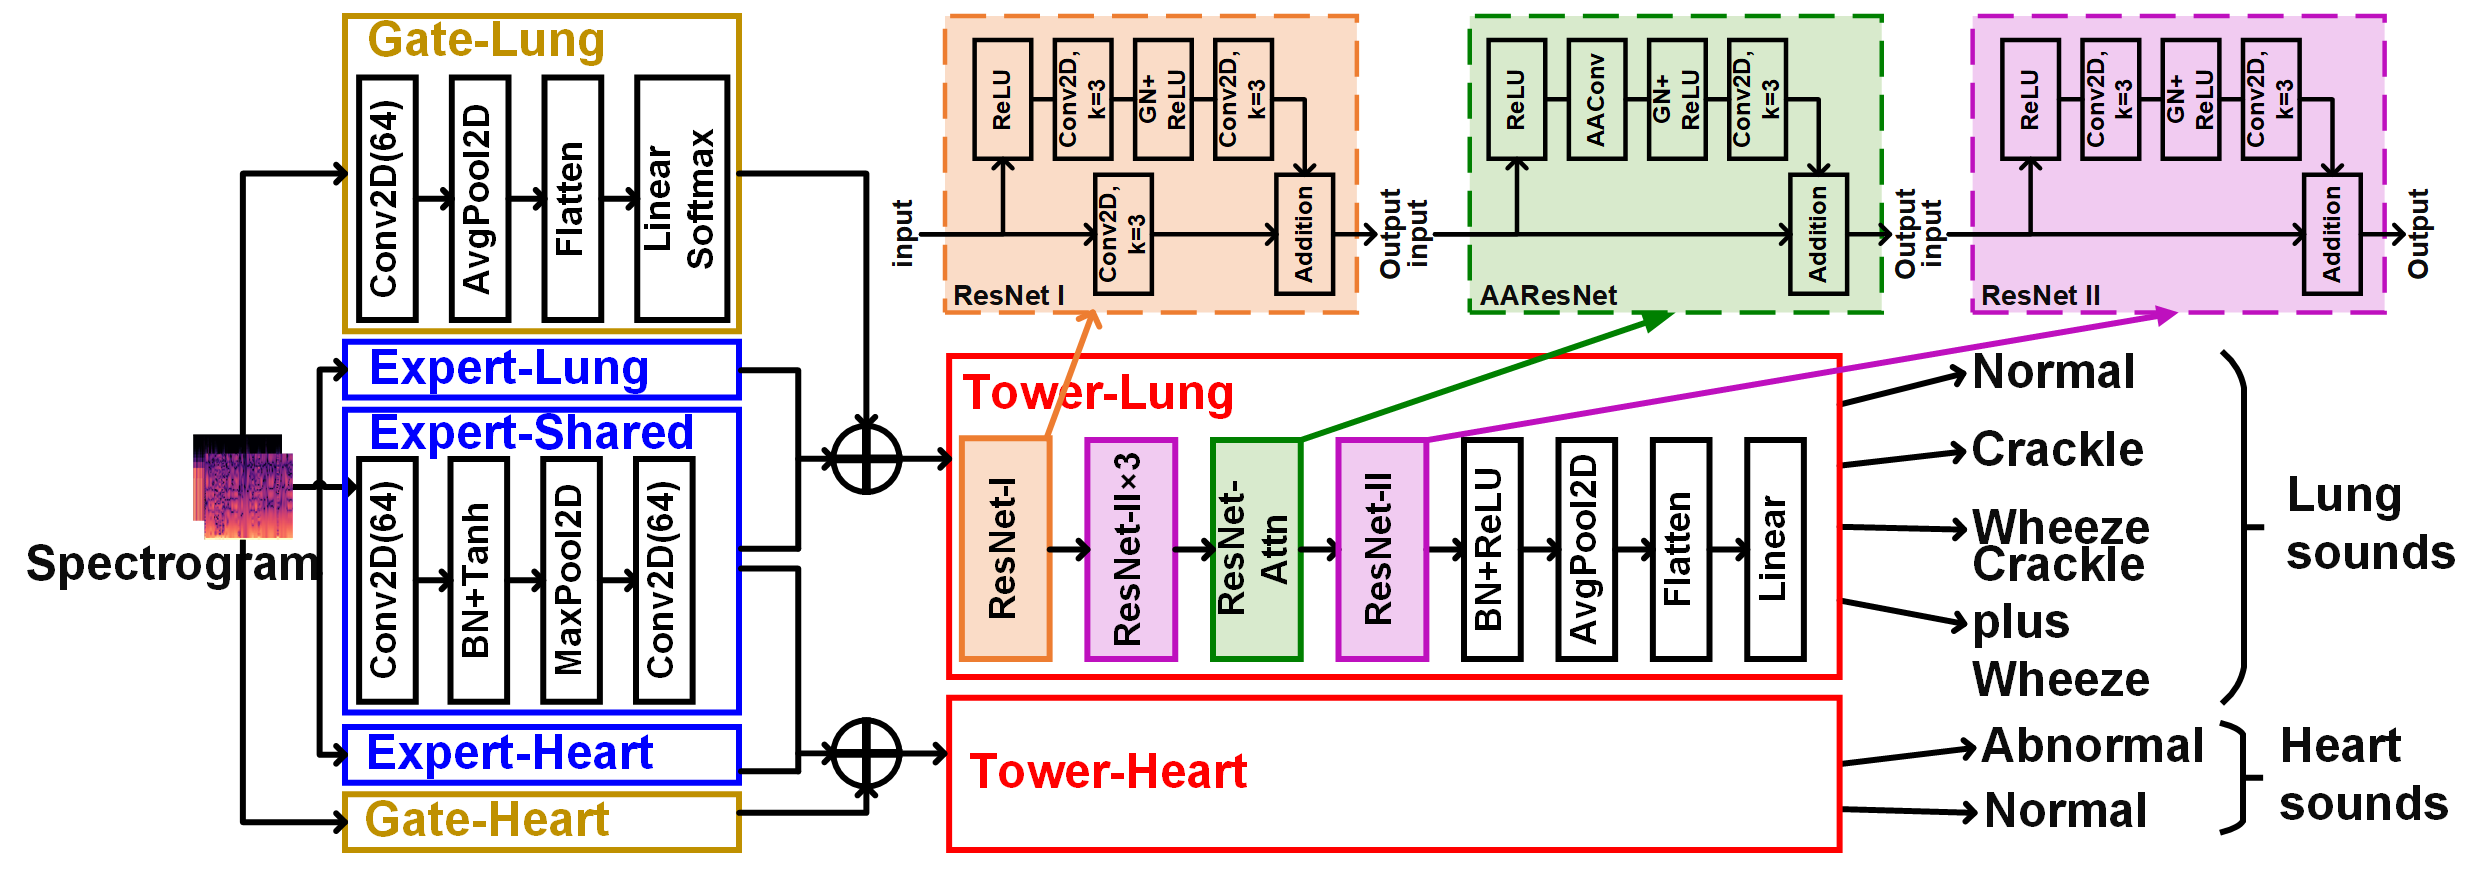 Gate-Lung
Conv2D(64)
AvgPool2D
Flatten
Linear
Softmax
Expert-Lung
Expert-Shared
Conv2D(64)
BN+Tanh
MaxPool2D
Conv2D(64)
Expert-Heart
Gate-Heart
Spectrogram
input
ReLU
Conv2D,
k=3
GN+
ReLU
Conv2D,
k=3
Conv2D,
k=3
Addition
Output
ResNet I
input
ReLU
AAConv
GN+
ReLU
Conv2D,
k=3
Addition
Output
AAResNet
input
ReLU
Conv2D,
k=3
GN+
ReLU
Conv2D,
k=3
Addition
Output
ResNet II
Tower-Lung
ResNet-I
ResNet-II×3
ResNet-
Attn
ResNet-II
BN+ReLU
AvgPool2D
Flatten
Linear
Tower-Heart
Normal
Crackle
Wheeze
Crackle
plus
Wheeze
Lung
sounds
Abnormal
Normal
Heart
sounds